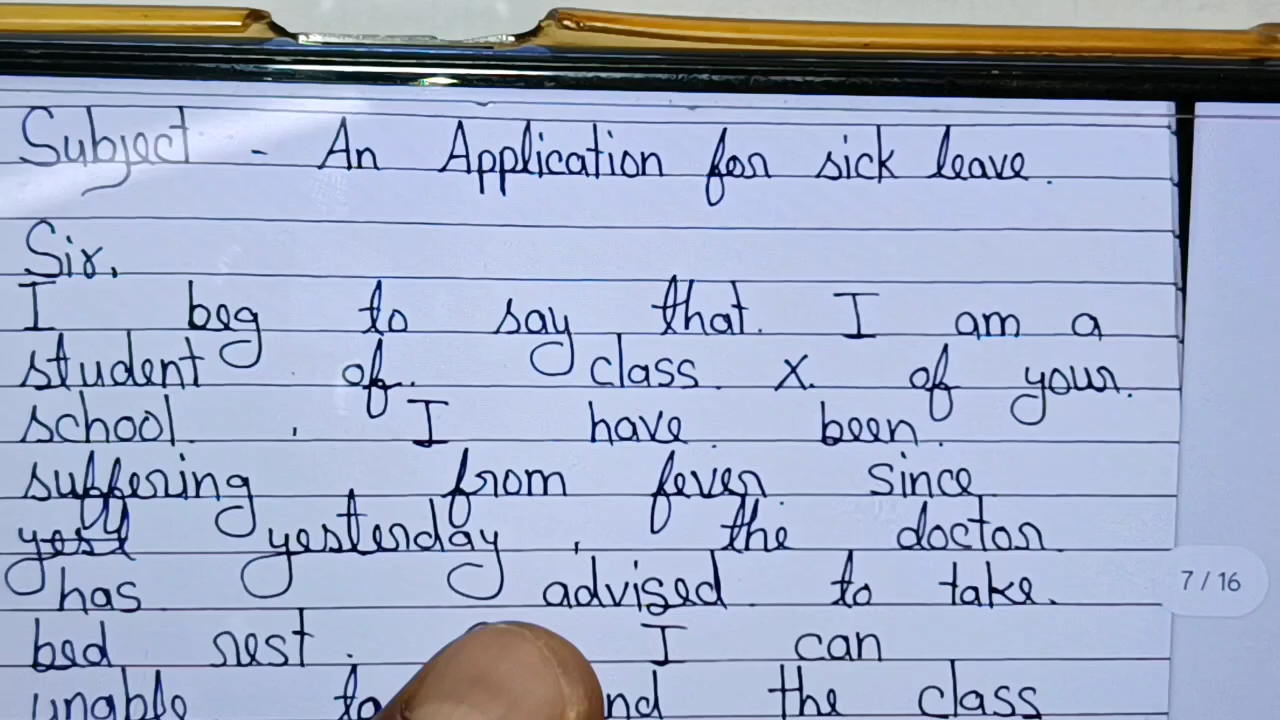 Subject - An Application for sick leave.
Sir,
I beg to say that. I am a
student of. class. X. of your.
school. . I have. been.
suffering from fever. since
yest yesterday, the doctor.
has advised to take.
bed rest. I can
unable to the class
7/16